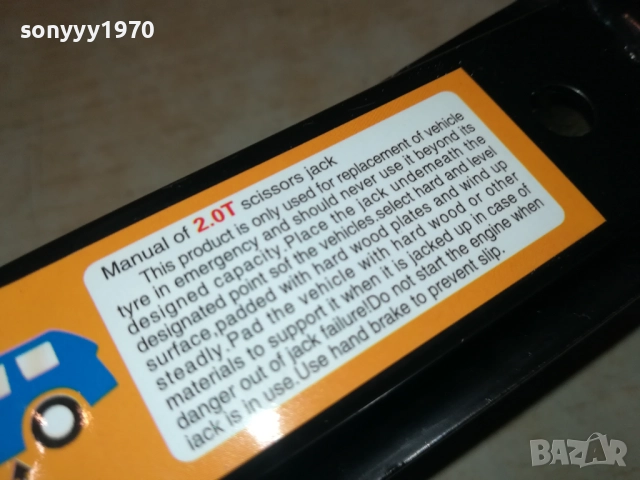 sonyyy1970
Manual of 2.0T scissors jack
This product is only used for replacement of vehicle
tyre in emergency and should never use it beyond its
designed capacity.Place the jack underneath the
designated point sof the vehicles.select hard and level
surface,padded with hard wood plates and wind up
steadly.Pad the vehicle with hard wood or other
materials to support it when it is jacked up in case of
danger out of jack failure!Do not start the engine when
jack is in use.Use hand brake to prevent slip.
BAZAR